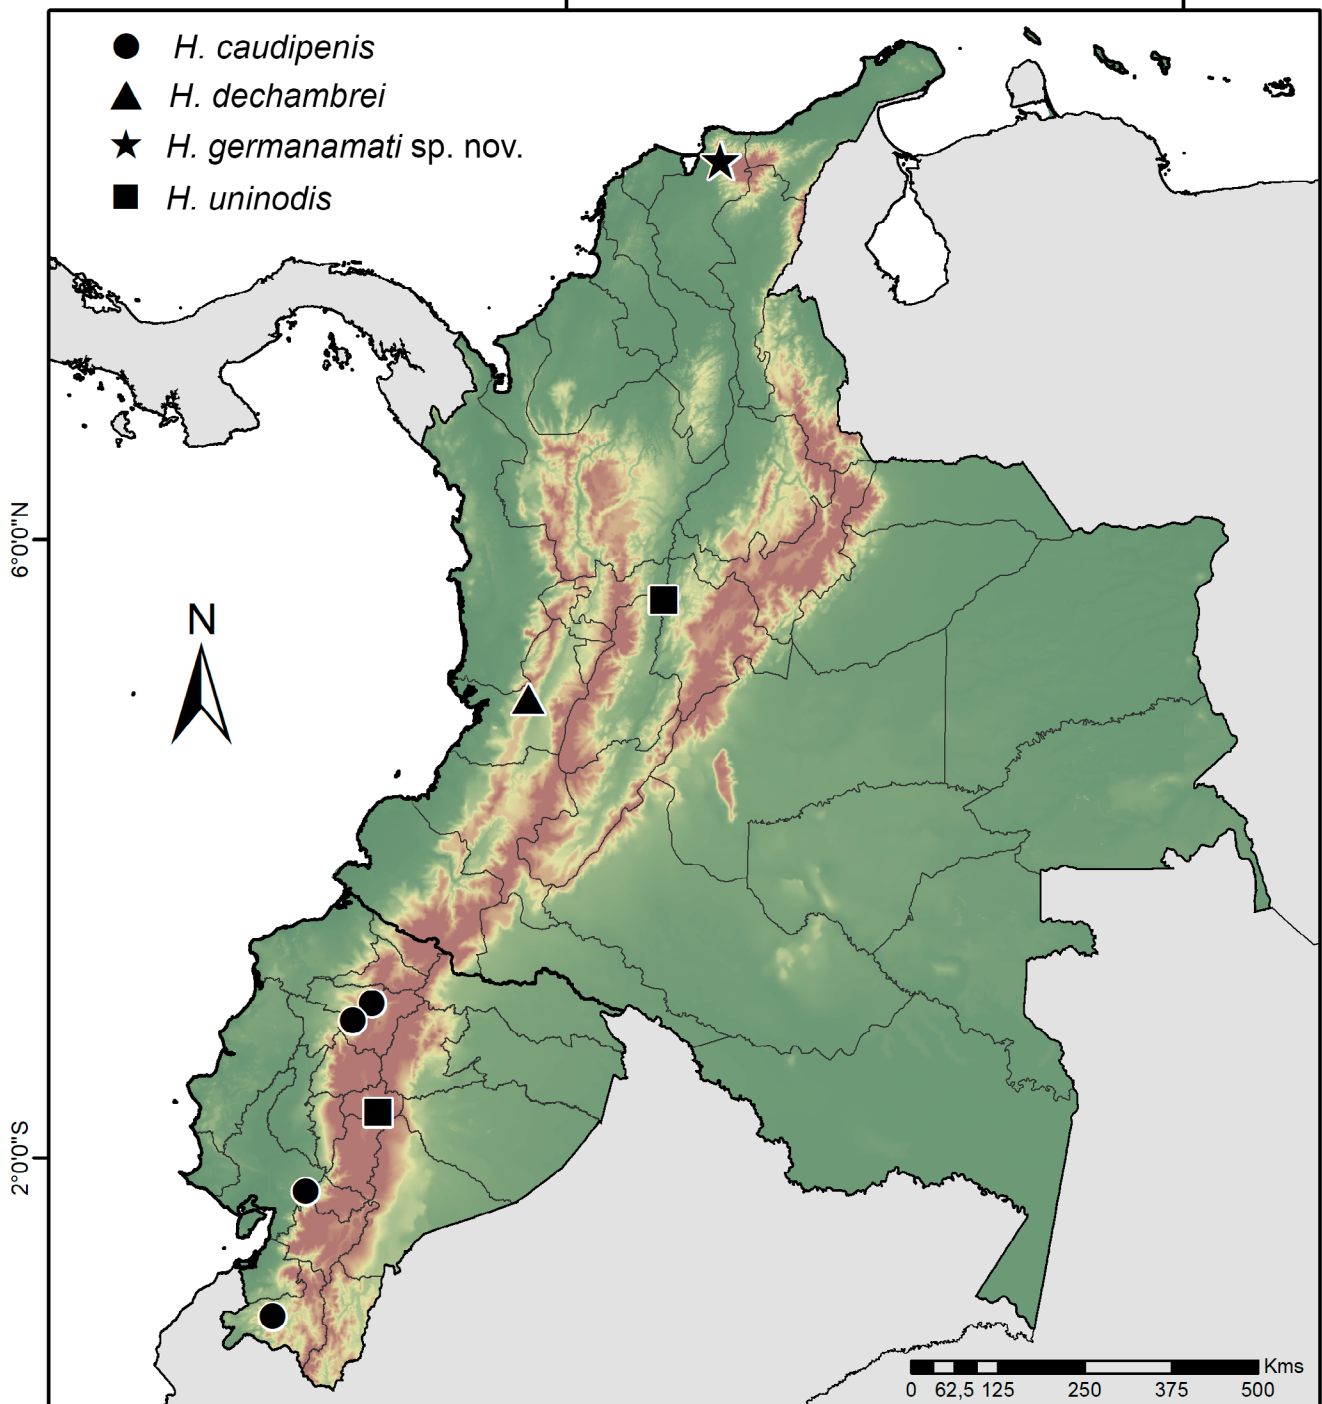 H. caudipenis
H. dechambrei
H. germanamati sp. nov.
H. uninodis
6°0'0"N
N
2°0'0"S
Kms
0 62,5 125 250 375 500